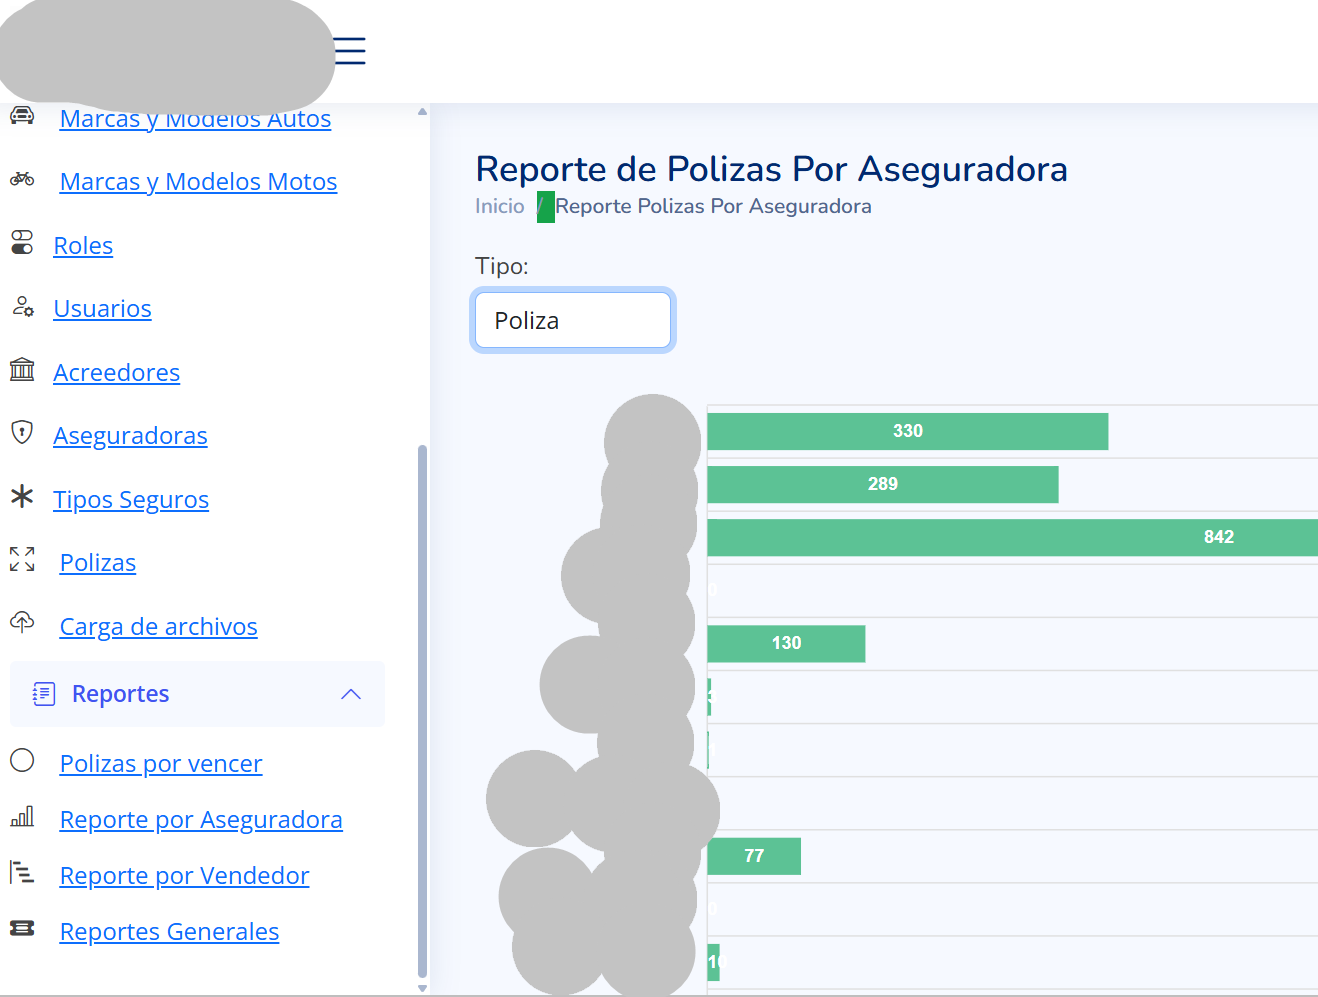 Marcas y Modelos Autos
Marcas y Modelos Motos
Roles
Usuarios
Acreedores
Aseguradoras
Tipos Seguros
Polizas
Carga de archivos
Reportes
Polizas por vencer
Reporte por Aseguradora
Reporte por Vendedor
Reportes Generales
Reporte de Polizas Por Aseguradora
Inicio / Reporte Polizas Por Aseguradora
Tipo:
Poliza
330
289
842
0
130
77
0